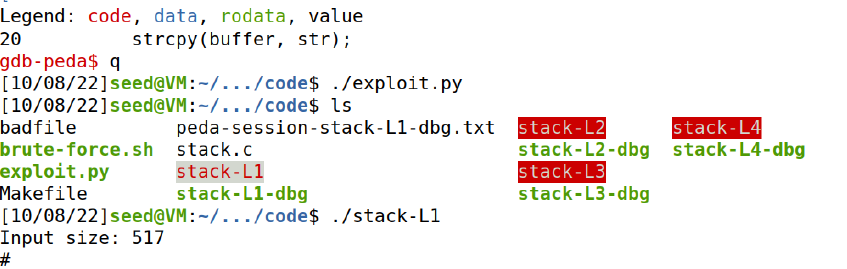 Legend: code, data, rodata, value
20          strcpy(buffer, str);
gdb-peda$ q
[10/08/22]seed@VM:~/.../code$ ./exploit.py
[10/08/22]seed@VM:~/.../code$ ls
badfile         peda-session-stack-L1-dbg.txt  stack-L2      stack-L4
brute-force.sh  stack.c                        stack-L2-dbg  stack-L4-dbg
exploit.py      stack-L1                       stack-L3
Makefile        stack-L1-dbg                   stack-L3-dbg
[10/08/22]seed@VM:~/.../code$ ./stack-L1
Input size: 517
#